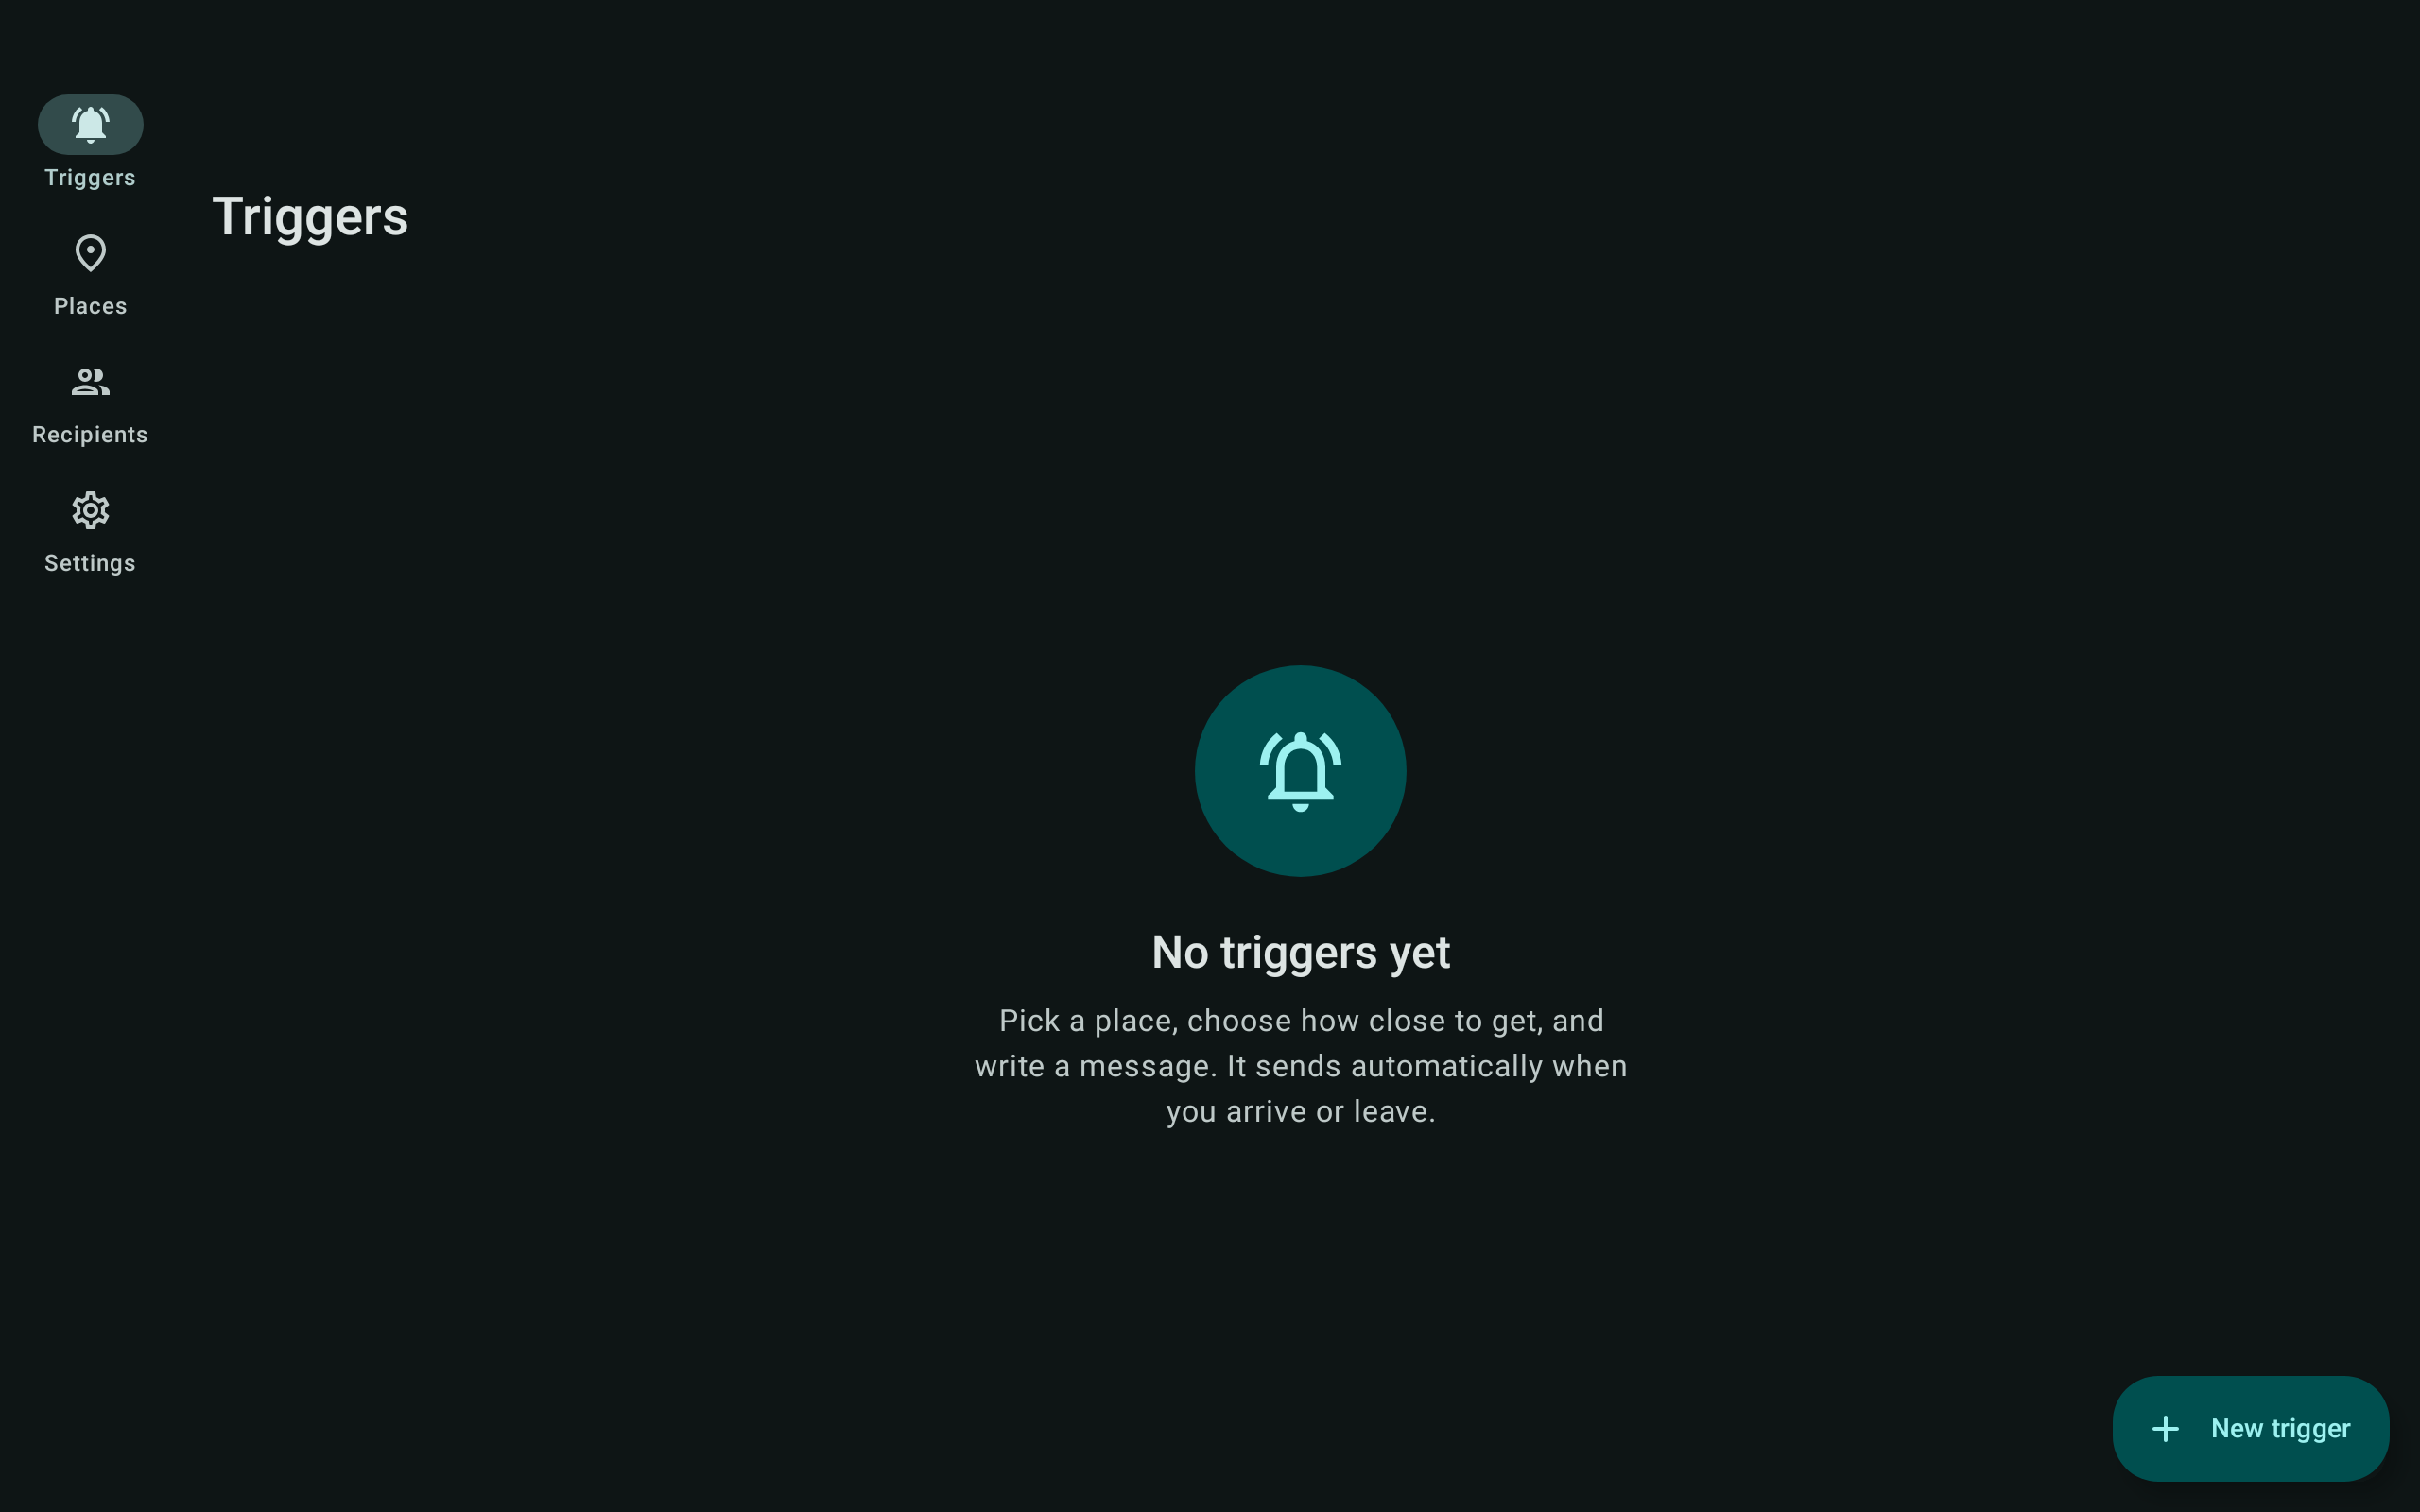 Triggers
Places
Recipients
Settings
Triggers
No triggers yet
Pick a place, choose how close to get, and
write a message. It sends automatically when
you arrive or leave.
New trigger